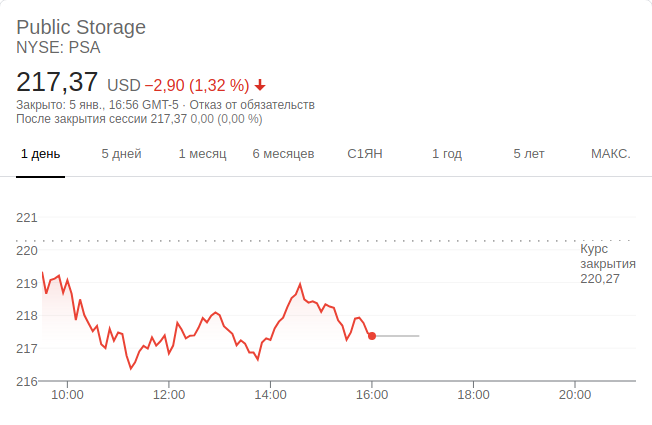 Public Storage
NYSE: PSA
217,37 USD −2,90 (1,32 %)
Закрыто: 5 янв., 16:56 GMT-5 · Отказ от обязательств
После закрытия сессии 217,37 0,00 (0,00 %)
1 день 5 дней 1 месяц 6 месяцев С1ЯН 1 год 5 лет МАКС.
221
220
219
218
217
216
Курс
закрытия
220,27
10:00 12:00 14:00 16:00 18:00 20:00